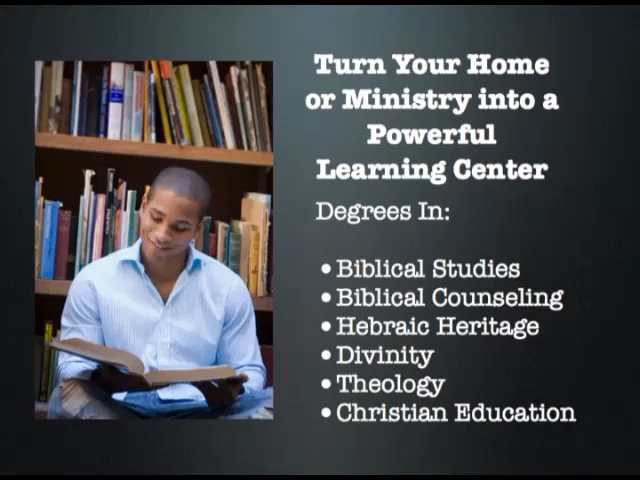 Turn Your Home
or Ministry into a
Powerful
Learning Center
Degrees In:
• Biblical Studies
• Biblical Counseling
• Hebraic Heritage
• Divinity
• Theology
• Christian Education